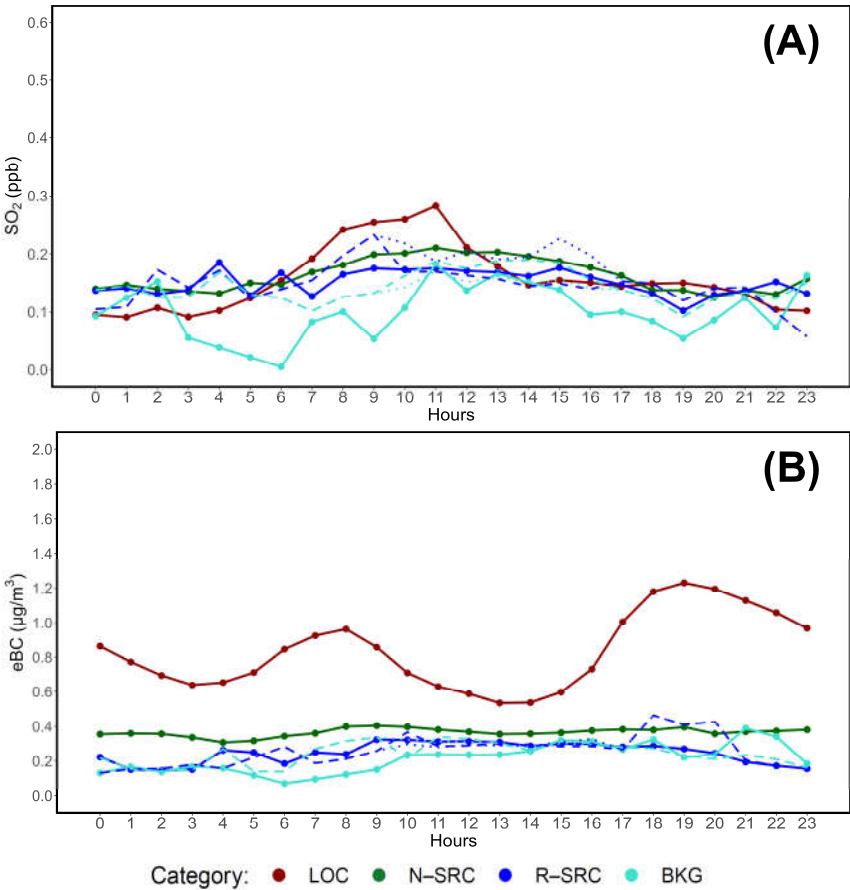 (A)
0.6
0.5
0.4
0.3
0.2
0.1
0.0
SO2 (ppb)
0 1 2 3 4 5 6 7 8 9 10 11 12 13 14 15 16 17 18 19 20 21 22 23
Hours
(B)
2.0
1.8
1.6
1.4
1.2
1.0
0.8
0.6
0.4
0.2
0.0
eBC (µg/m³)
0 1 2 3 4 5 6 7 8 9 10 11 12 13 14 15 16 17 18 19 20 21 22 23
Hours
Category: LOC N–SRC R–SRC BKG